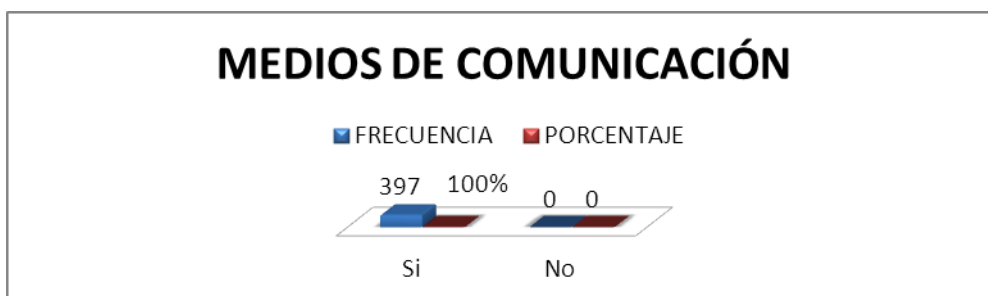 MEDIOS DE COMUNICACIÓN
FRECUENCIA PORCENTAJE
397 100% 0 0
Si No